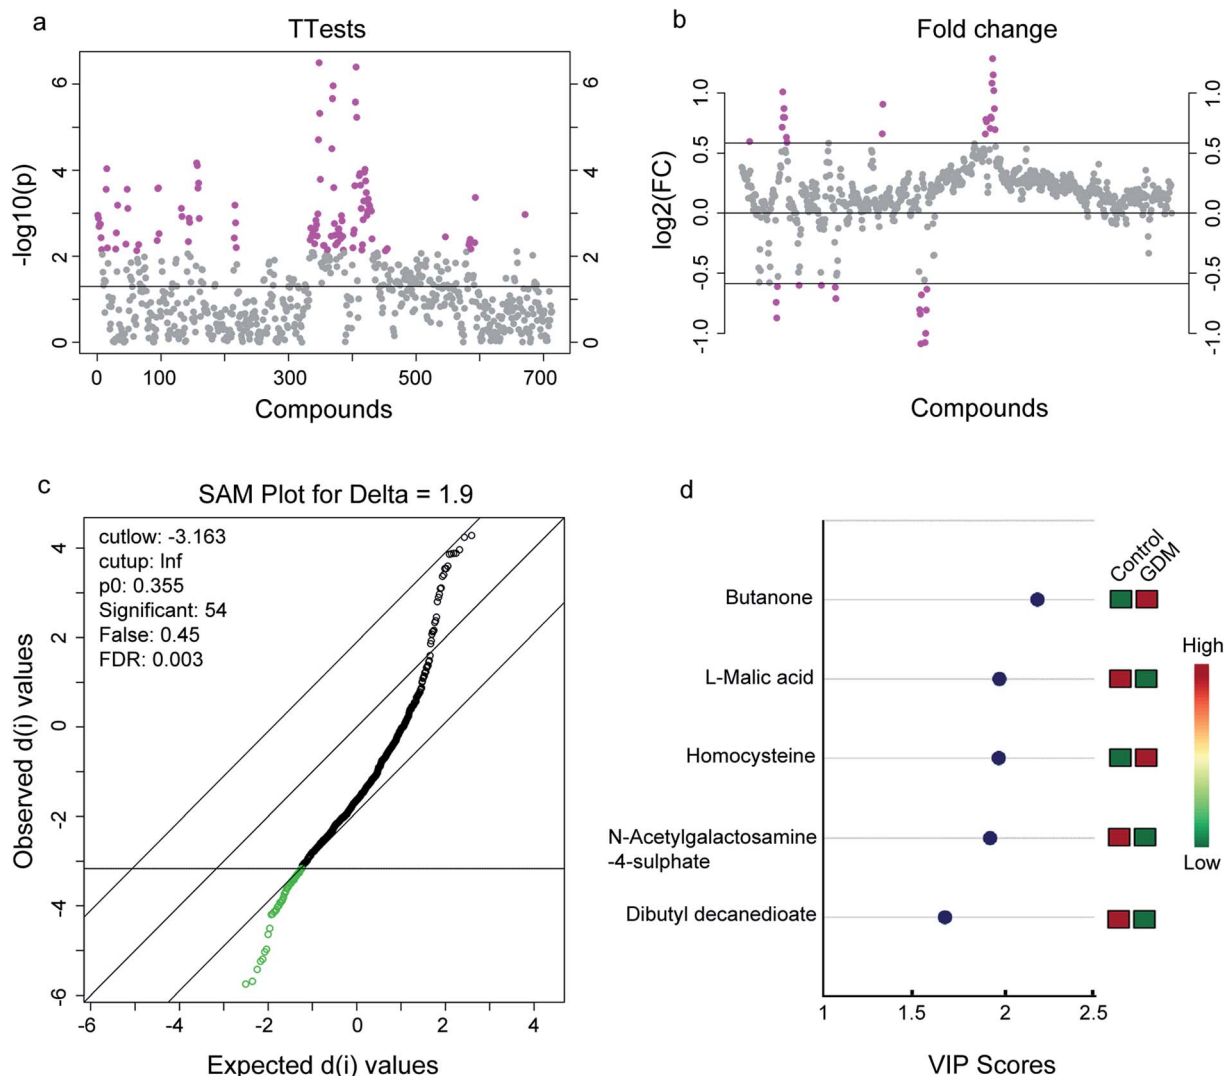 a
TTests
-log10(p)
6
4
2
0
6
4
2
0
0
100
300
500
700
Compounds
b
Fold change
log2(FC)
1.0
0.5
0.0
-0.5
-1.0
1.0
0.5
0.0
-0.5
-1.0
Compounds
c
SAM Plot for Delta = 1.9
cutlow: -3.163
cutup: Inf
p0: 0.355
Significant: 54
False: 0.45
FDR: 0.003
Observed d(i) values
4
2
0
-2
-4
-6
-6
-4
-2
0
2
4
Expected d(i) values
d
Control
GDM
Butanone
L-Malic acid
Homocysteine
N-Acetylgalactosamine
-4-sulphate
Dibutyl decanedioate
High
Low
1
1.5
2
2.5
VIP Scores